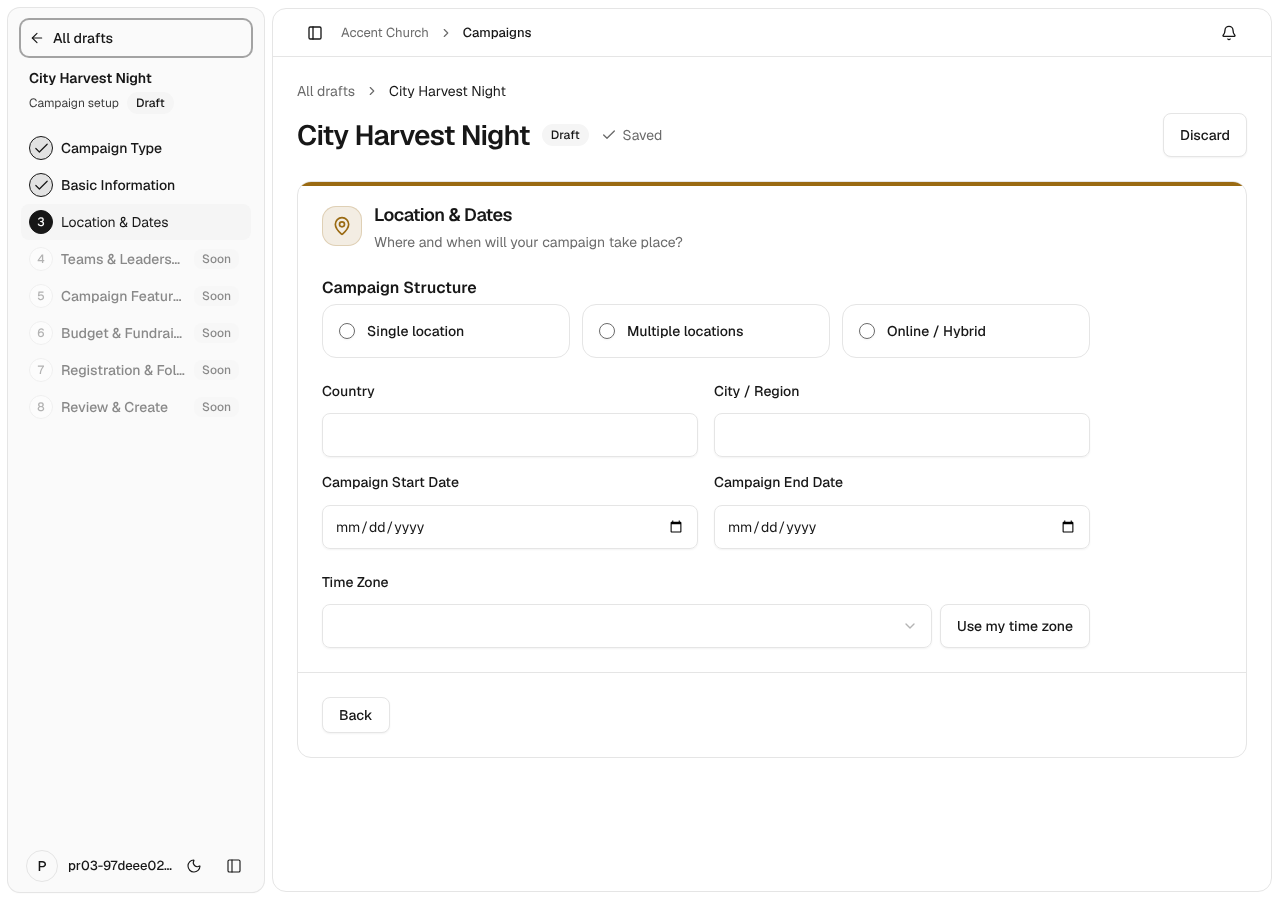 All drafts
City Harvest Night
Campaign setup Draft
Campaign Type
Basic Information
3 Location & Dates
4 Teams & Leaders... Soon
5 Campaign Featur... Soon
6 Budget & Fundrai... Soon
7 Registration & Fol... Soon
8 Review & Create Soon
P pr03-97deee02...
Accent Church Campaigns
All drafts City Harvest Night
City Harvest Night Draft Saved Discard
Location & Dates
Where and when will your campaign take place?
Campaign Structure
Single location Multiple locations Online / Hybrid
Country City / Region
Campaign Start Date Campaign End Date
mm/dd/yyyy mm/dd/yyyy
Time Zone
Use my time zone
Back